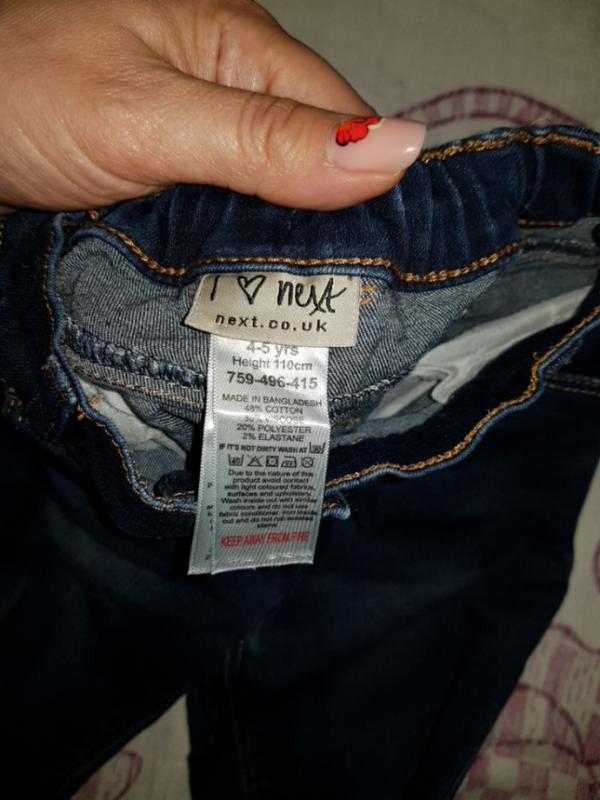 I ♡ next
next.co.uk
4-5 yrs
Height 110cm
759-496-415
MADE IN BANGLADESH
48% COTTON
VISCOSE
20% POLYESTER
2% ELASTANE
IF IT'S NOT DIRTY WASH AT
Due to the nature of this
product avoid contact
with light coloured fabrics,
surfaces and upholstery.
Wash inside out with similar
colours and do not use
fabric conditioner. Iron inside
out and do not rub isolated
stains.
KEEP AWAY FROM FIRE